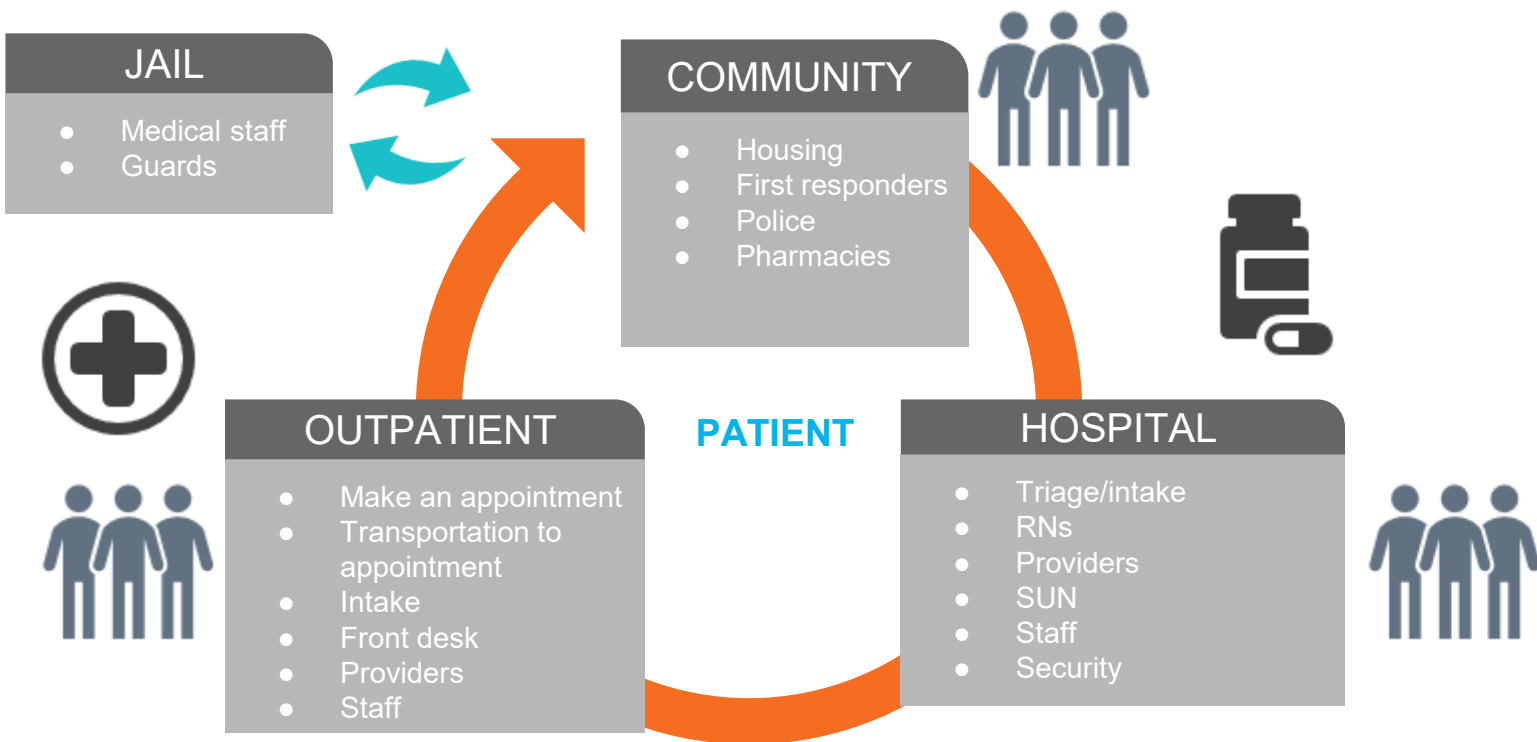 JAIL
● Medical staff
● Guards
COMMUNITY
● Housing
● First responders
● Police
● Pharmacies
OUTPATIENT
● Make an appointment
● Transportation to
appointment
● Intake
● Front desk
● Providers
● Staff
PATIENT
HOSPITAL
● Triage/intake
● RNs
● Providers
● SUN
● Staff
● Security